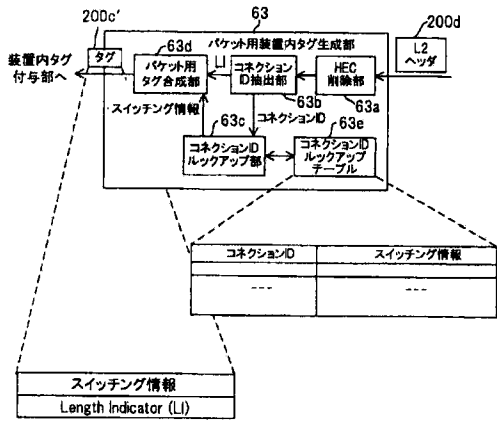 200c'
63
200d
タグ
63d
パケット用装置内タグ生成部
L2
ヘッダ
装置内タグ
付与部へ
パケット用
タグ合成部
LI
コネクション
ID抽出部
HEC
削除部
63b
63a
スイッチング情報
コネクションID
63c
63e
コネクションID
ルックアップ部
コネクションID
ルックアップ
テーブル
コネクションID
スイッチング情報
---
---
スイッチング情報
Length Indicator (LI)